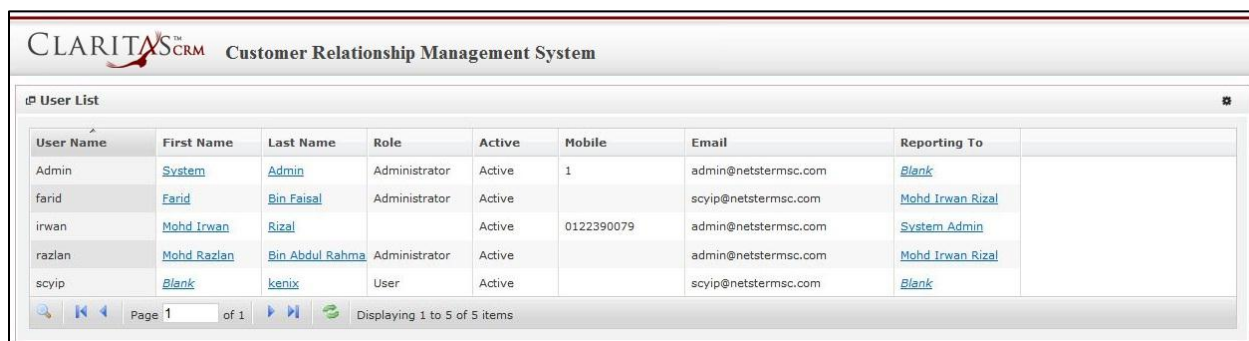 CLARITAS™CRM Customer Relationship Management System
User List
User Name First Name Last Name Role Active Mobile Email Reporting To
Admin System Admin Administrator Active 1 admin@netstermsc.com Blank
farid Farid Bin Faisal Administrator Active scyip@netstermsc.com Mohd Irwan Rizal
irwan Mohd Irwan Rizal Active 0122390079 admin@netstermsc.com System Admin
razlan Mohd Razlan Bin Abdul Rahma Administrator Active admin@netstermsc.com Mohd Irwan Rizal
scyip Blank kenix User Active scyip@netstermsc.com Blank
Page 1 of 1 Displaying 1 to 5 of 5 items